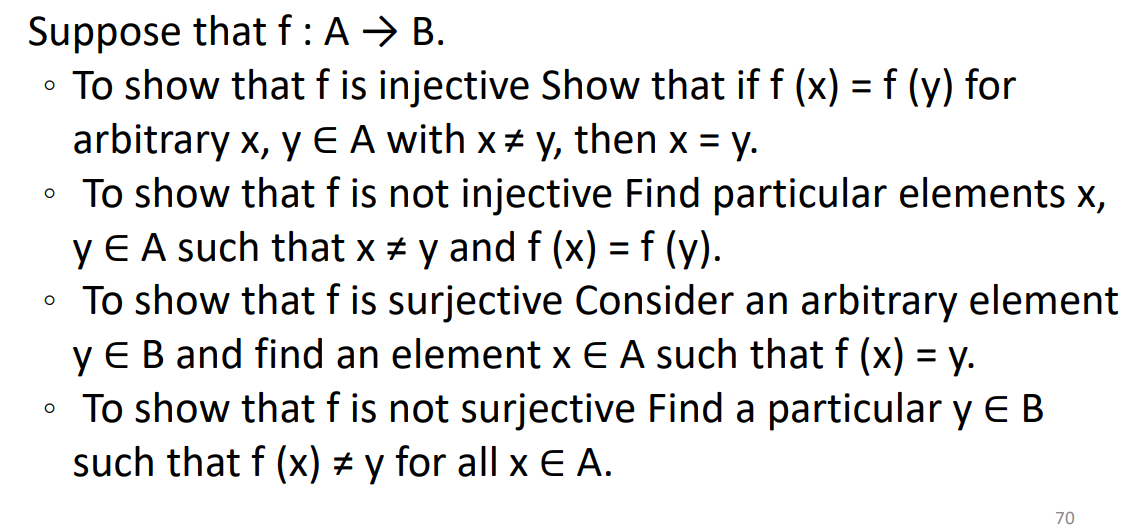 Suppose that f : A → B.
◦ To show that f is injective Show that if f (x) = f (y) for
arbitrary x, y ∈ A with x ≠ y, then x = y.
◦ To show that f is not injective Find particular elements x,
y ∈ A such that x ≠ y and f (x) = f (y).
◦ To show that f is surjective Consider an arbitrary element
y ∈ B and find an element x ∈ A such that f (x) = y.
◦ To show that f is not surjective Find a particular y ∈ B
such that f (x) ≠ y for all x ∈ A.
70